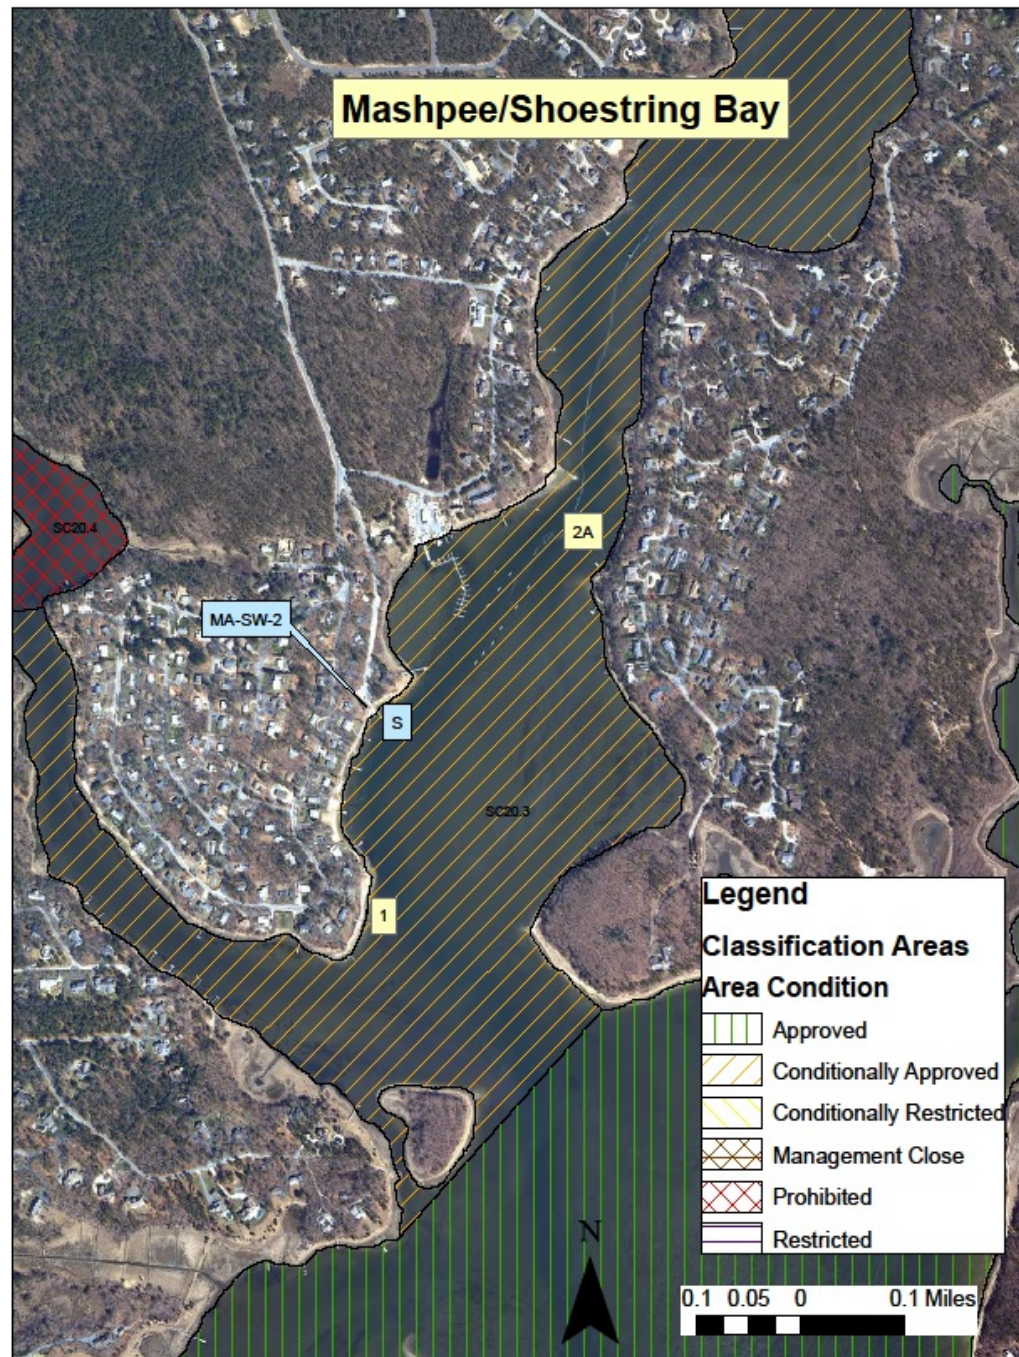 Mashpee/Shoestring Bay
SC20.4
2A
MA-SW-2
S
SC20.3
1
Legend
Classification Areas
Area Condition
Approved
Conditionally Approved
Conditionally Restricted
Management Close
Prohibited
Restricted
N
0.1 0.05 0 0.1 Miles